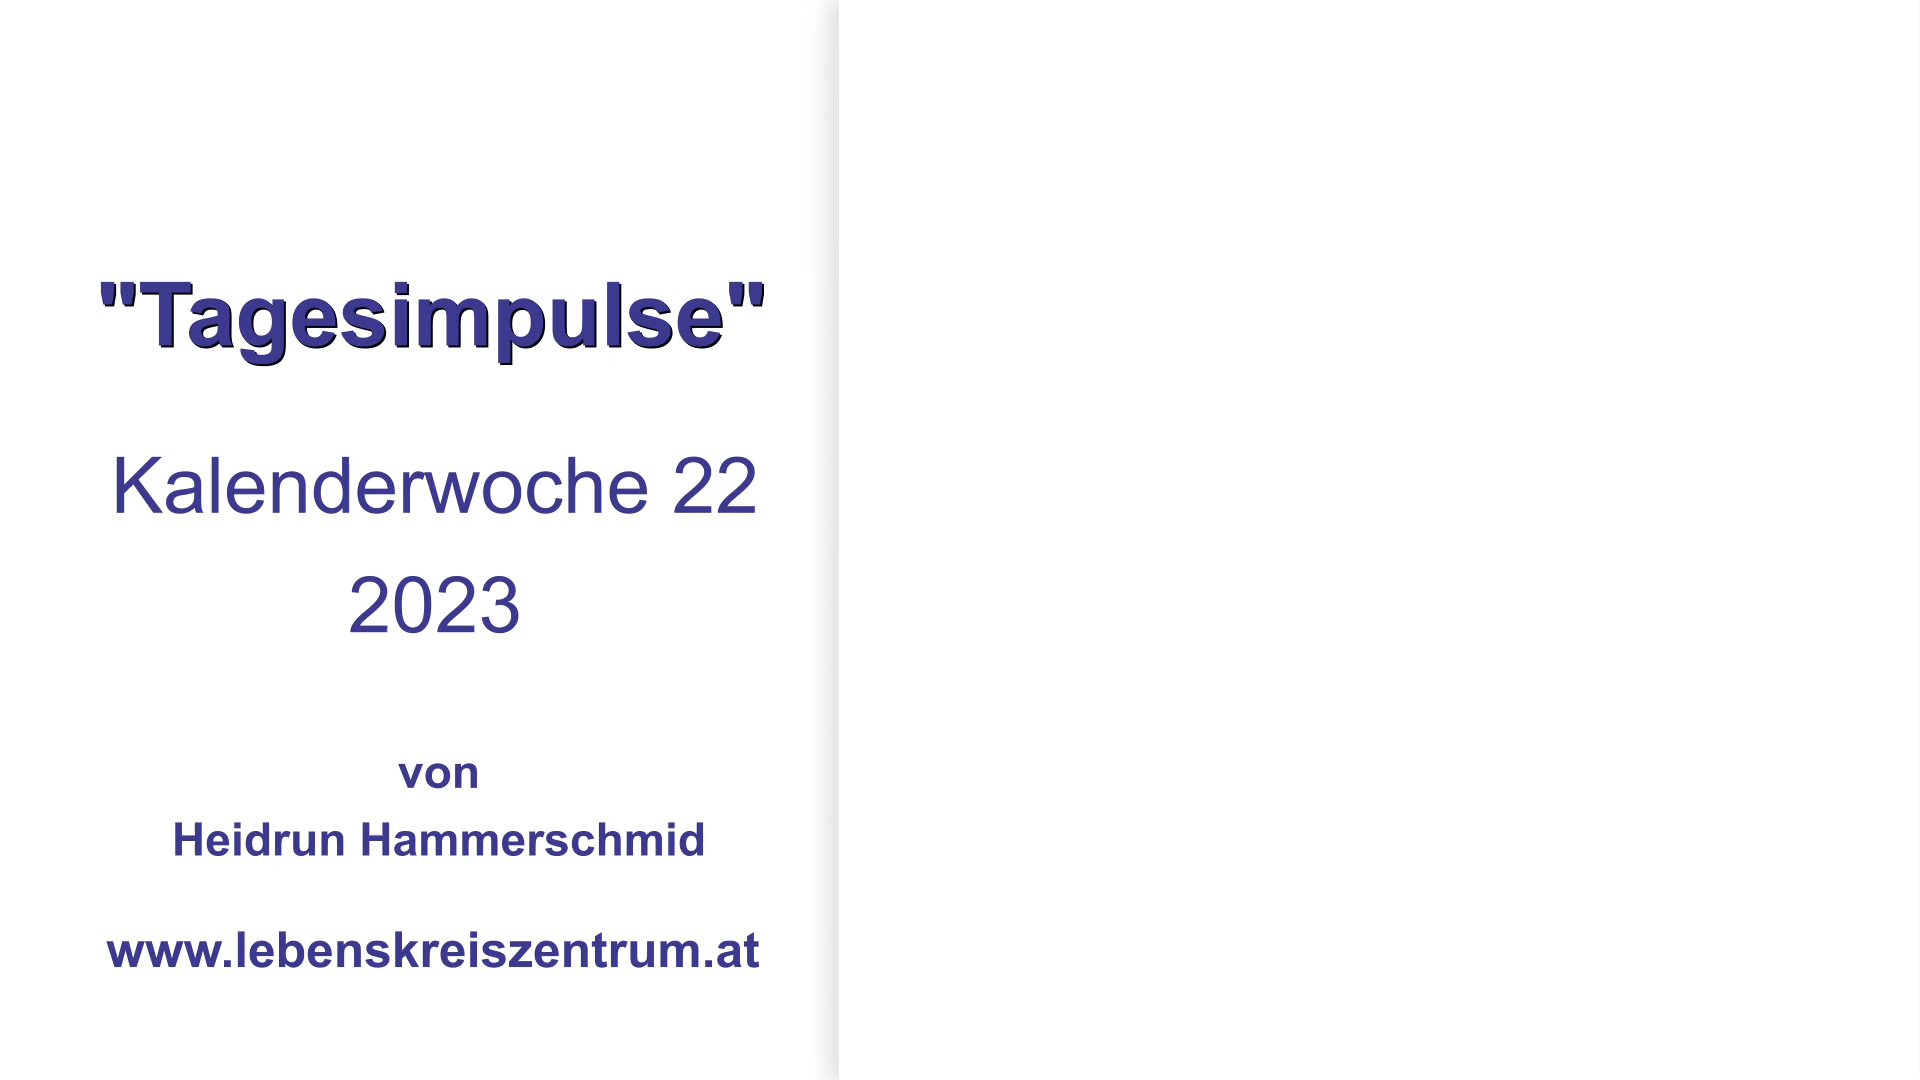 "Tagesimpulse"
Kalenderwoche 22
2023
von
Heidrun Hammerschmid
www.lebenskreiszentrum.at